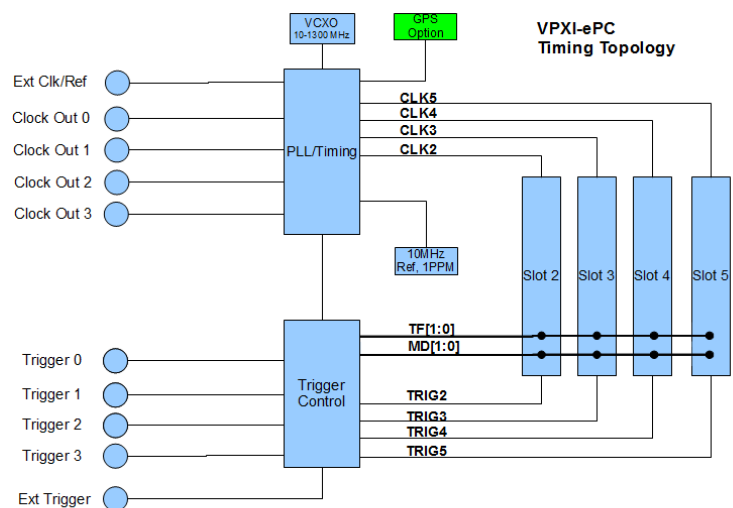 VCXO
10-1300 MHz
GPS
Option
VPXI-ePC
Timing Topology
Ext Clk/Ref
Clock Out 0
Clock Out 1
Clock Out 2
Clock Out 3
PLL/Timing
CLK5
CLK4
CLK3
CLK2
10MHz
Ref, 1PPM
Slot 2
Slot 3
Slot 4
Slot 5
TF[1:0]
MD[1:0]
Trigger 0
Trigger 1
Trigger 2
Trigger 3
Ext Trigger
Trigger
Control
TRIG2
TRIG3
TRIG4
TRIG5